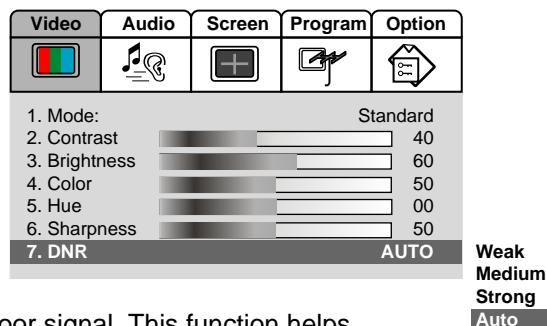 Video Audio Screen Program Option
1. Mode: Standard
2. Contrast 40
3. Brightness 60
4. Color 50
5. Hue 00
6. Sharpness 50
7. DNR AUTO
Weak
Medium
Strong
Auto
signal. This function helps